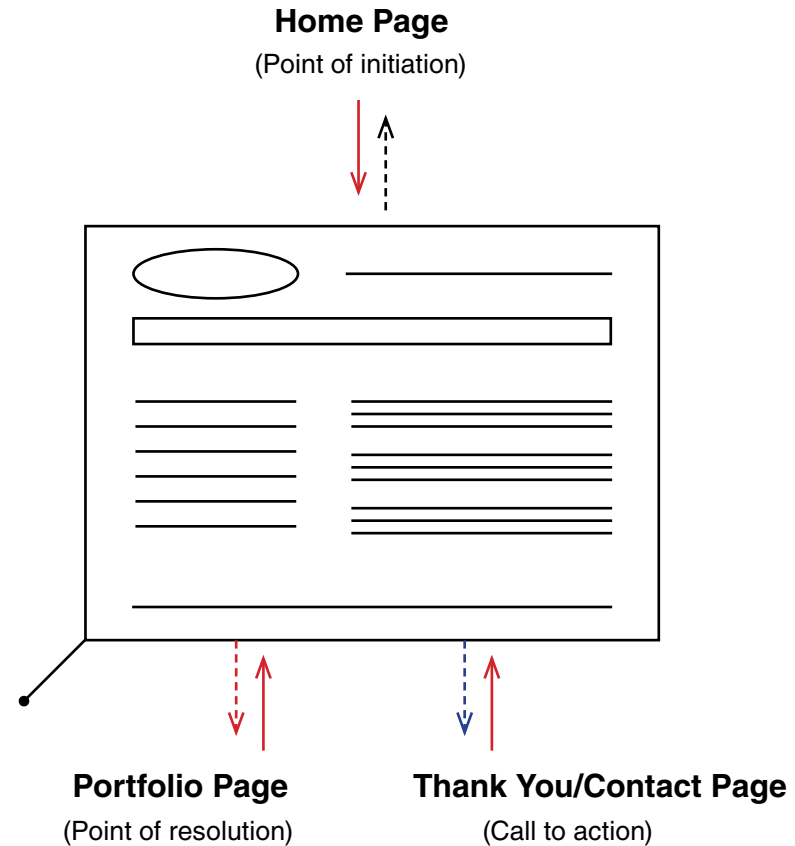 Home Page
(Point of initiation)
Portfolio Page
(Point of resolution)
Thank You/Contact Page
(Call to action)